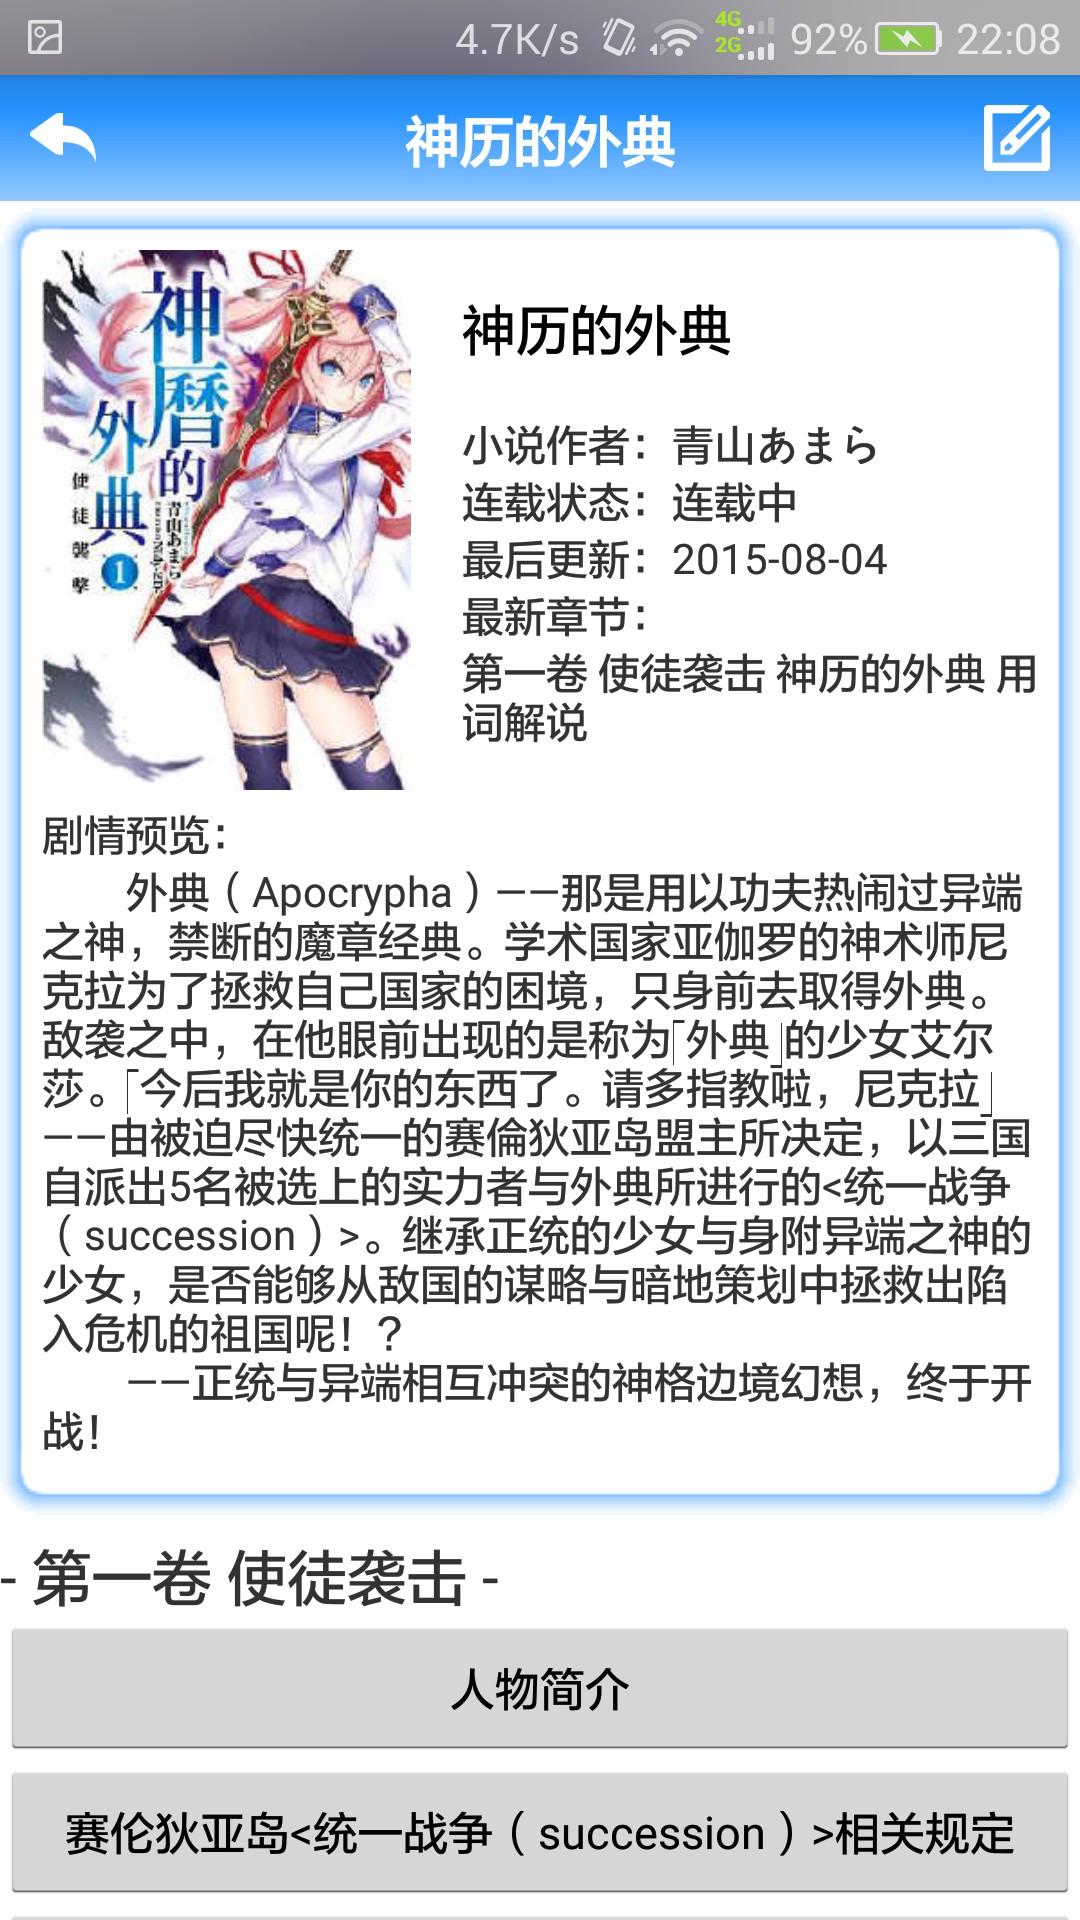 4.7K/s 4G 2G 92% 22:08
神历的外典
神曆的
外典
使徒襲擊
青山あまら
1
神历的外典
小说作者：青山あまら
连载状态：连载中
最后更新：2015-08-04
最新章节：
第一卷 使徒袭击 神历的外典 用
词解说
剧情预览：
外典（Apocrypha）——那是用以功夫热闹过异端
之神，禁断的魔章经典。学术国家亚伽罗的神术师尼
克拉为了拯救自己国家的困境，只身前去取得外典。
敌袭之中，在他眼前出现的是称为「外典」的少女艾尔
莎。「今后我就是你的东西了。请多指教啦，尼克拉」
——由被迫尽快统一的赛倫狄亚岛盟主所决定，以三国
自派出5名被选上的实力者与外典所进行的<统一战争
（succession）>。继承正统的少女与身附异端之神的
少女，是否能够从敌国的谋略与暗地策划中拯救出陷
入危机的祖国呢！？
——正统与异端相互冲突的神格边境幻想，终于开
战！
- 第一卷 使徒袭击 -
人物简介
赛伦狄亚岛<统一战争（succession）>相关规定